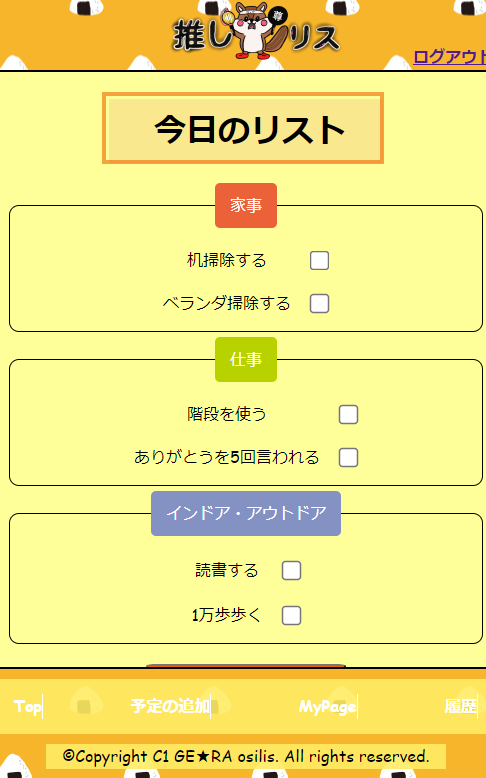 推しリス
ログアウト
今日のリスト
家事
机掃除する
ベランダ掃除する
仕事
階段を使う
ありがとうを5回言われる
インドア・アウトドア
読書する
1万歩歩く
Top 予定の追加 MyPage 履歴
©Copyright C1 GE★RA osilis. All rights reserved.